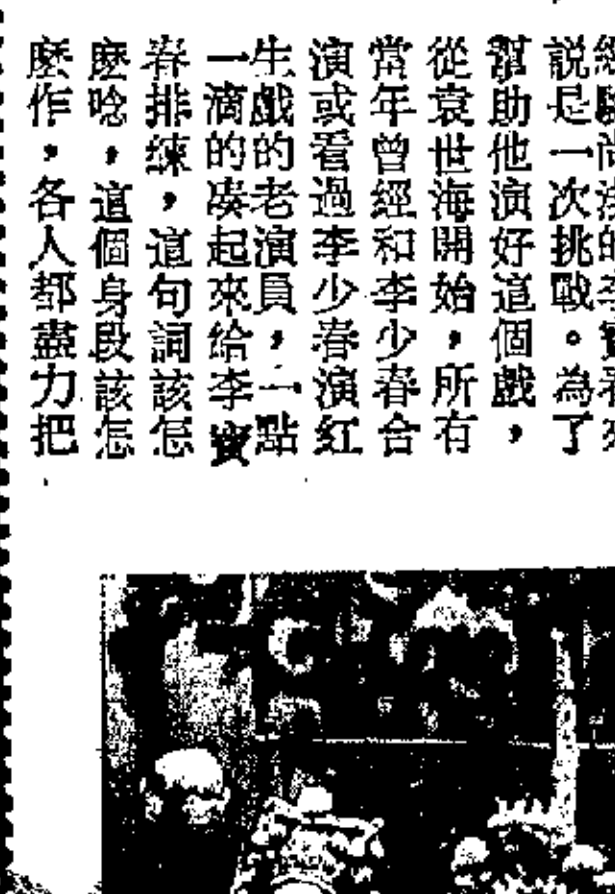 説是一次挑戰。為了
幫助他演好這個戲，
從袁世海開始，所有
當年曾經和李少春合
演或看過李少春演紅
生戲的老演員，一點
一滴的凑起來給李寶
春排練，這句詞該怎
麽唸，這個身段該怎
麽作，各人都盡力把